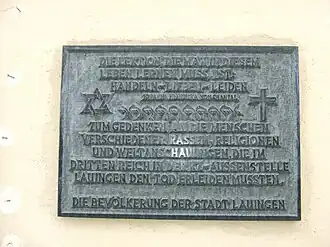 DIE LEKTION DIE MAN IN DIESEM
LEBEN LERNEN MUSS IST:
HANDELN - LIEBEN - LEIDEN
ZUM GEDENKEN AN DIE MENSCHEN
VERSCHIEDENER RASSEN, RELIGIONEN
UND WELTANSCHAUUNGEN, DIE IM
DRITTEN REICH IN DER KZ-AUSSENSTELLE
LAUINGEN DEN TOD ERLEIDEN MUSSTEN.
DIE BEVÖLKERUNG DER STADT LAUINGEN